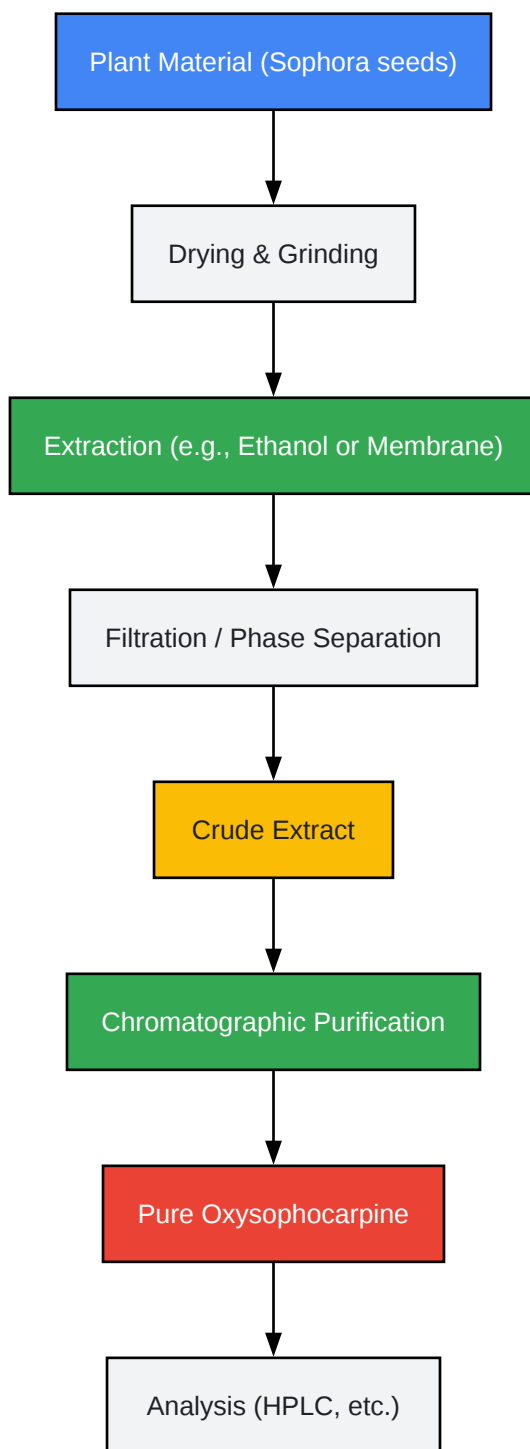 Plant Material (Sophora seeds)
Drying & Grinding
Extraction (e.g., Ethanol or Membrane)
Filtration / Phase Separation
Crude Extract
Chromatographic Purification
Pure Oxysophocarpine
Analysis (HPLC, etc.)